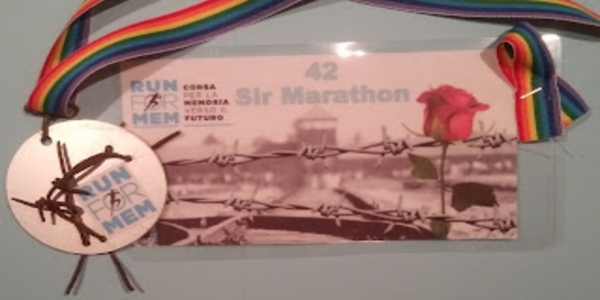 42
Sir Marathon
RUN
FOR
MEM
CORSA
PER LA
MEMORIA
VERSO IL
FUTURO
RUN
FOR
MEM